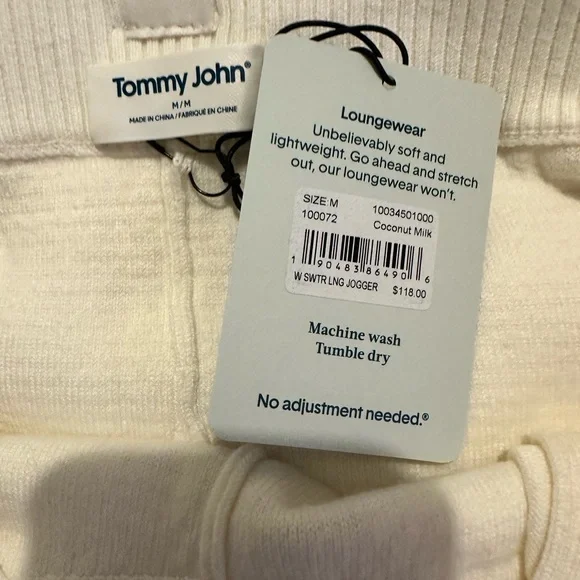 Tommy John®
M/M
MADE IN CHINA / FABRIQUÉ EN CHINE
Loungewear
Unbelievably soft and
lightweight. Go ahead and stretch
out, our loungewear won't.
SIZE: M 10034501000
100072 Coconut Milk
1 90483 86490 6
W SWTR LNG JOGGER $118.00
Machine wash
Tumble dry
No adjustment needed.®